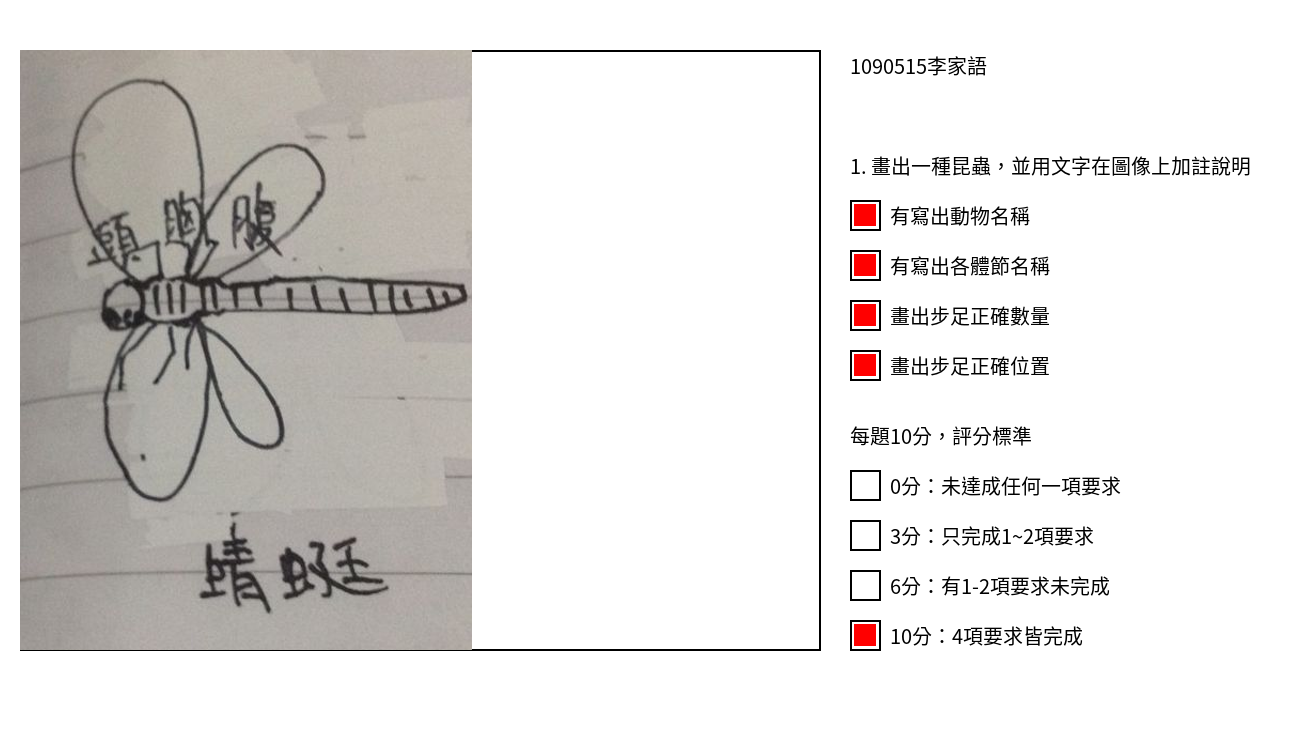 頭 胸 腹
蜻蜓
1090515李家語
1. 畫出一種昆蟲，並用文字在圖像上加註說明
有寫出動物名稱
有寫出各體節名稱
畫出步足正確數量
畫出步足正確位置
每題10分，評分標準
0分：未達成任何一項要求
3分：只完成1~2項要求
6分：有1-2項要求未完成
10分：4項要求皆完成